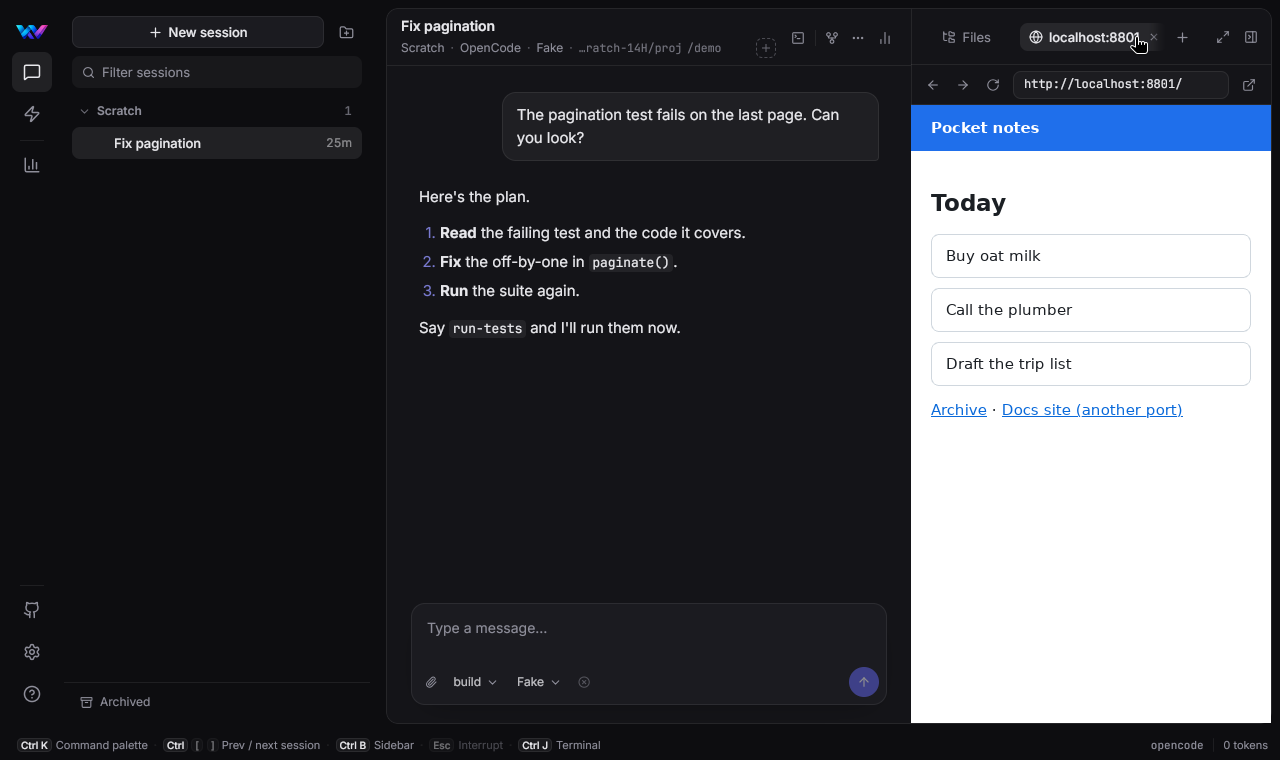 New session
Filter sessions
Scratch 1
Fix pagination 25m
Archived
Fix pagination
Scratch · OpenCode · Fake · …ratch-14H/proj /demo
The pagination test fails on the last page. Can
you look?
Here's the plan.
1. Read the failing test and the code it covers.
2. Fix the off-by-one in paginate().
3. Run the suite again.
Say run-tests and I'll run them now.
Type a message...
build
Fake
Files
localhost:8801
http://localhost:8801/
Pocket notes
Today
Buy oat milk
Call the plumber
Draft the trip list
Archive · Docs site (another port)
Ctrl K Command palette · Ctrl [ ] Prev / next session · Ctrl B Sidebar · Esc Interrupt · Ctrl J Terminal
opencode 0 tokens